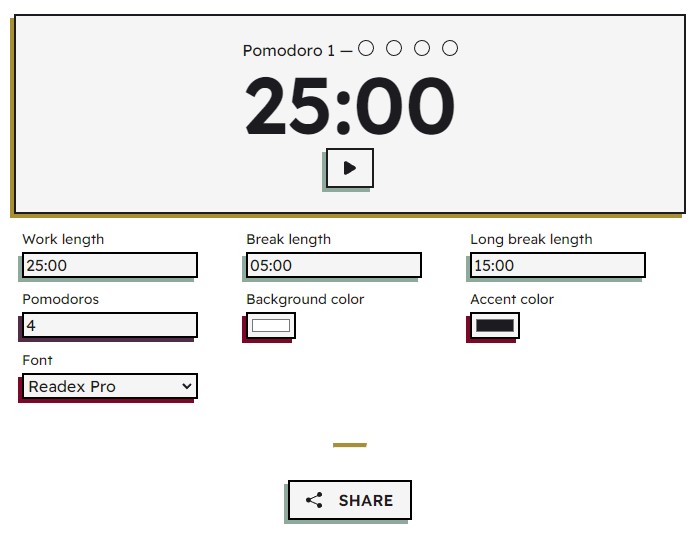 Pomodoro 1 —
25:00
Work length
Break length
Long break length
25:00
05:00
15:00
Pomodoros
Background color
Accent color
4
Font
Readex Pro
SHARE